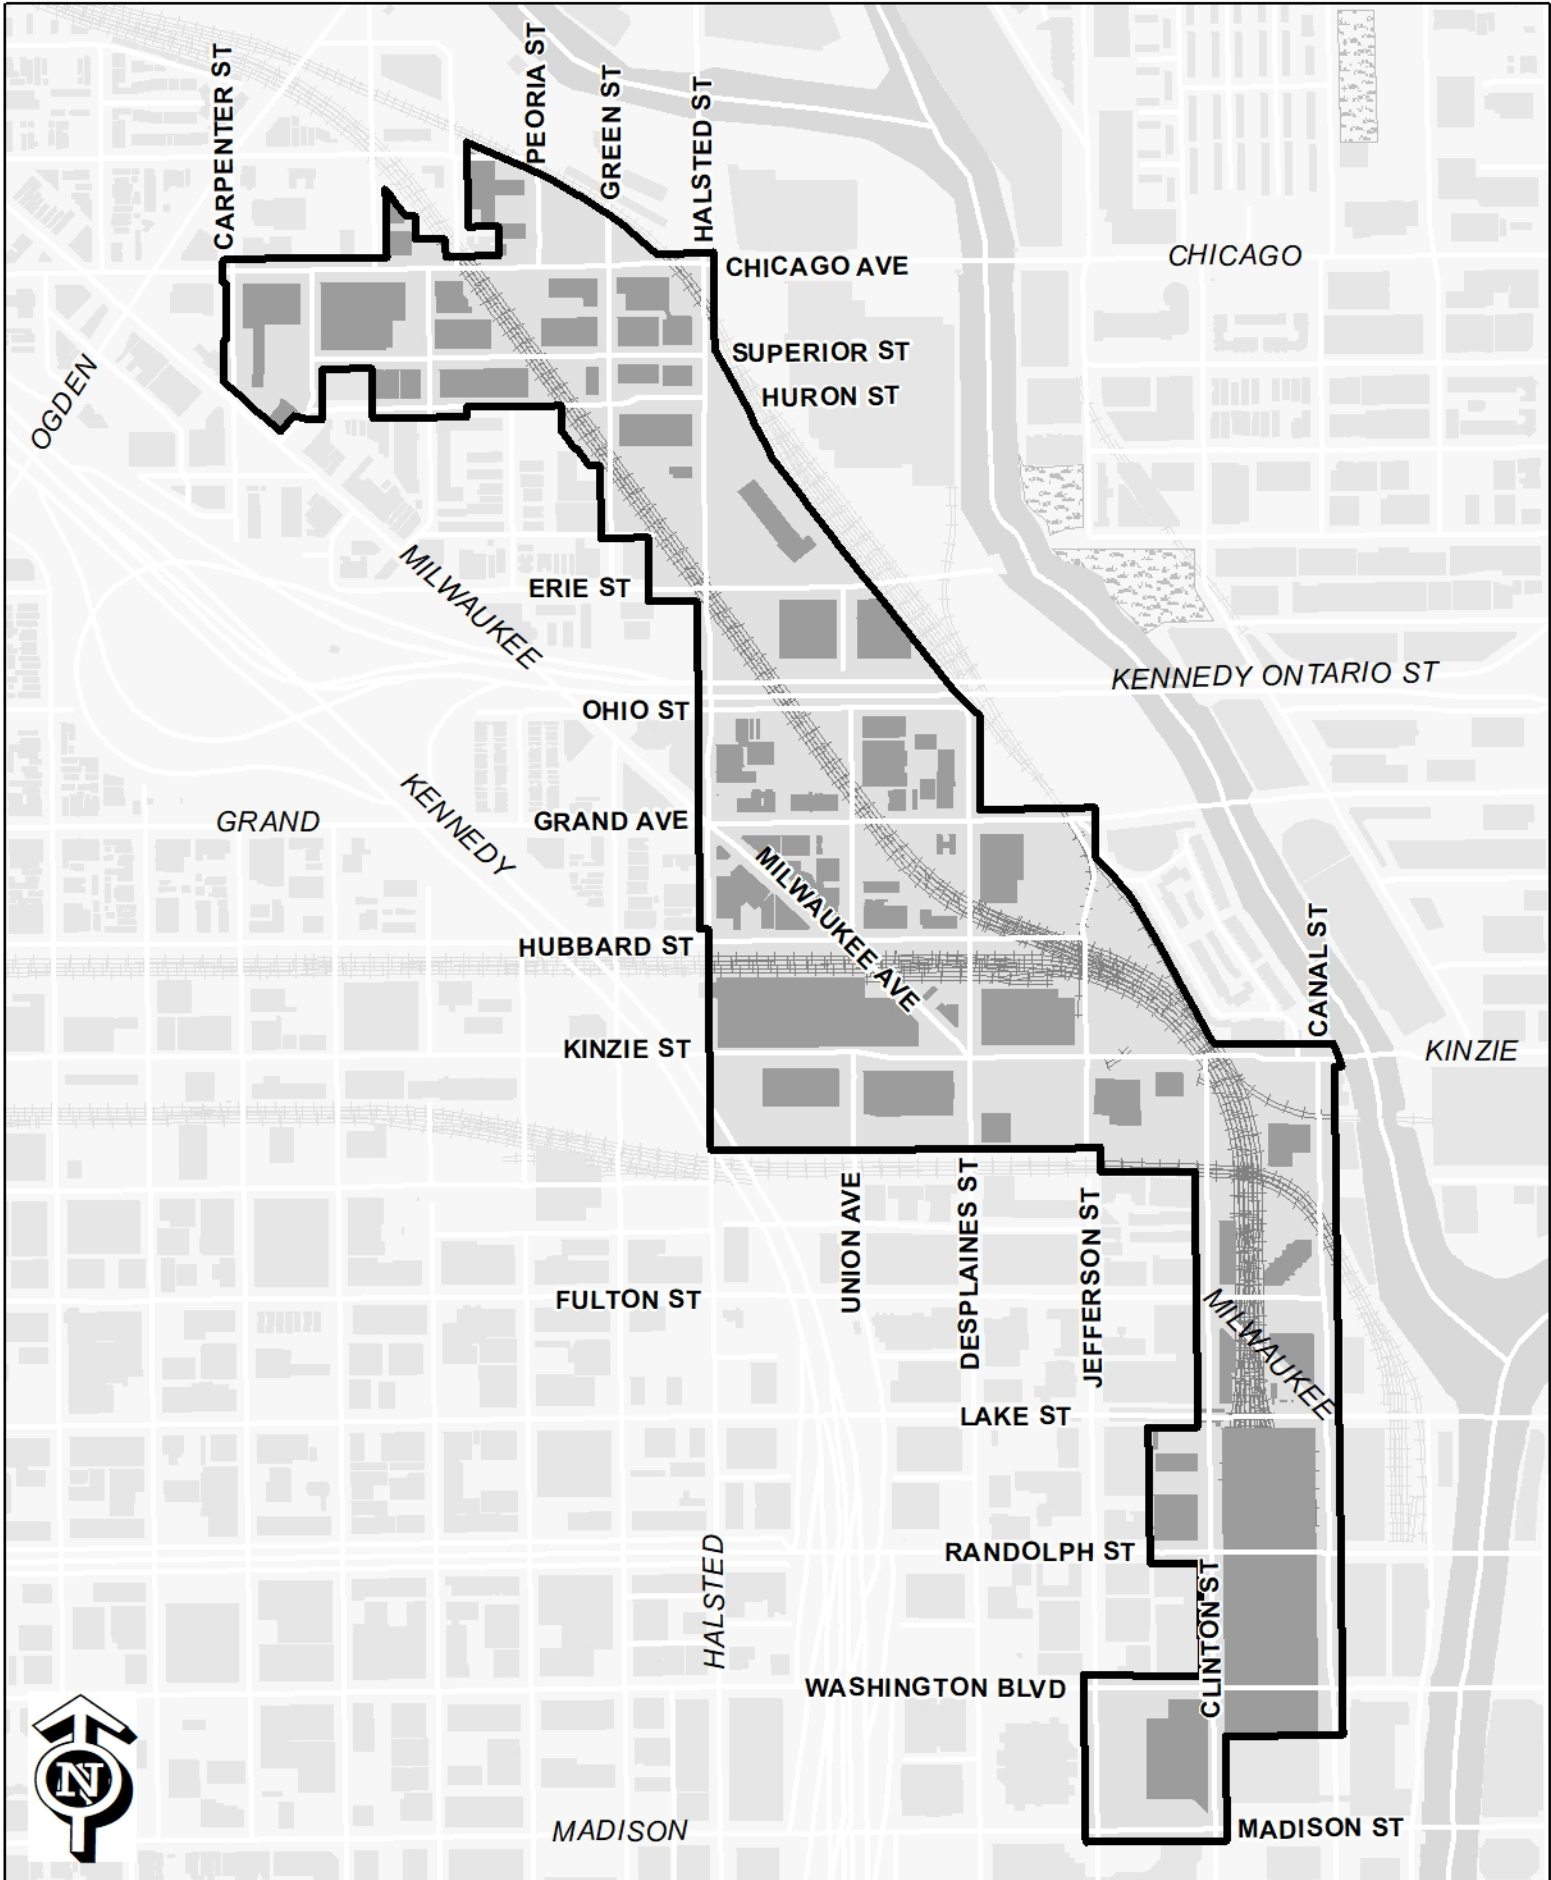 CARPENTER ST
PEORIA ST
GREEN ST
HALSTED ST
CHICAGO
CHICAGO AVE
SUPERIOR ST
HURON ST
OGDEN
MILWAUKEE
ERIE ST
KENNEDY ONTARIO ST
OHIO ST
KENNEDY
GRAND
GRAND AVE
MILWAUKEE AVE
HUBBARD ST
CANAL ST
KINZIE ST
KINZIE
UNION AVE
DESPLAINES ST
JEFFERSON ST
FULTON ST
MILWAUKEE
LAKE ST
RANDOLPH ST
HALSTED
CLINTON ST
WASHINGTON BLVD
N
MADISON
MADISON ST